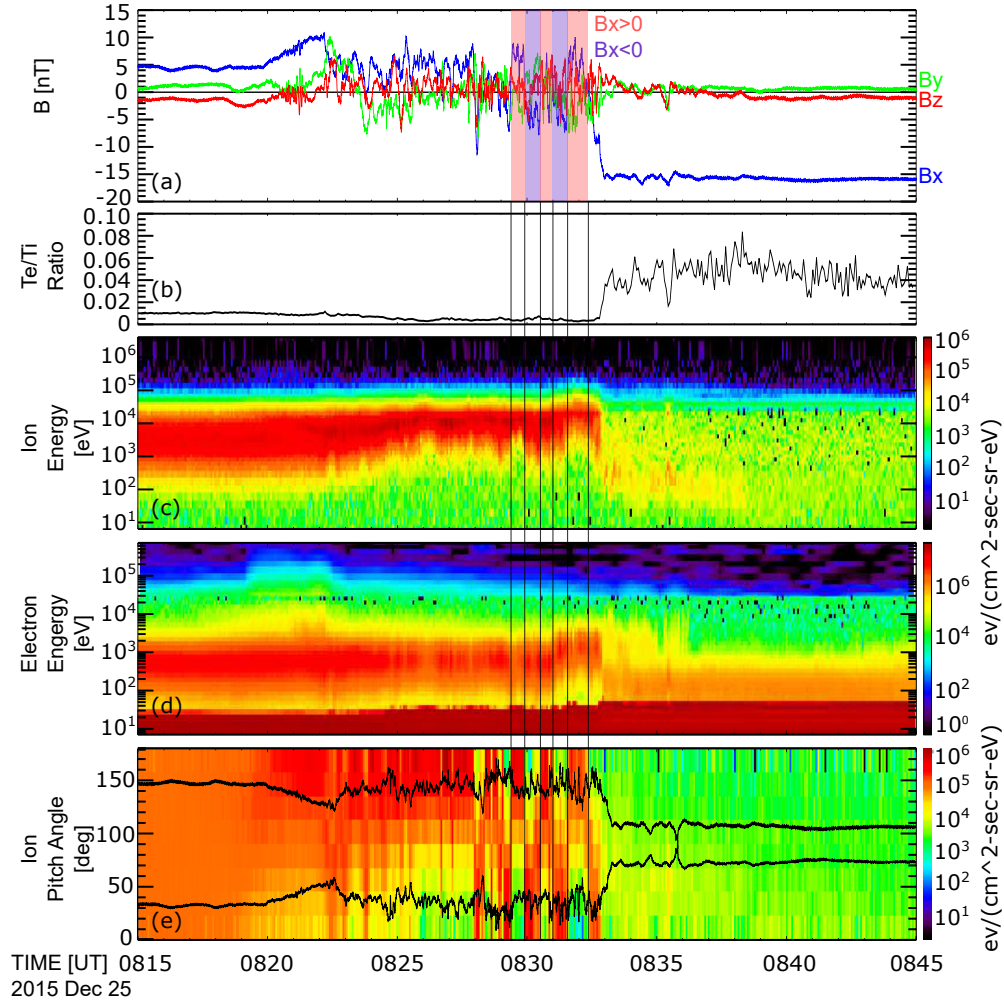 15
10
5
0
-5
-10
-15
-20
B [nT]
(a)
Bx>0
Bx<0
By
Bz
Bx
0.10
0.08
0.06
0.04
0.02
0
Te/Ti
Ratio
(b)
10^6
10^5
10^4
10^3
10^2
10^1
Ion
Energy
[eV]
(c)
10^6
10^5
10^4
10^3
10^2
10^1
10^5
10^4
10^3
10^2
10^1
Electron
Engergy
[eV]
(d)
10^6
10^4
10^2
10^0
ev/(cm^2-sec-sr-eV)
150
100
50
0
Ion
Pitch Angle
[deg]
(e)
10^6
10^5
10^4
10^3
10^2
10^1
ev/(cm^2-sec-sr-eV)
TIME [UT] 0815 0820 0825 0830 0835 0840 0845
2015 Dec 25